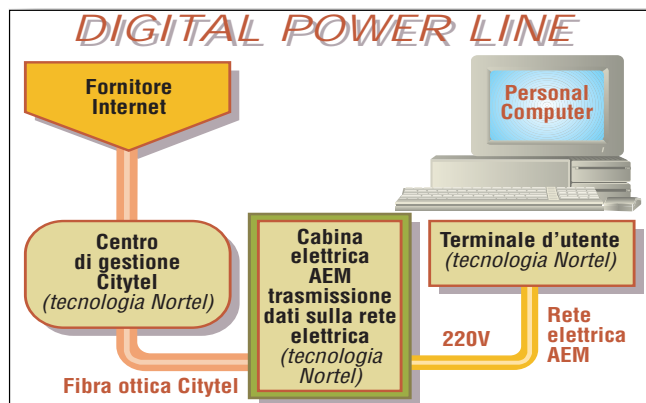 DIGITAL POWER LINE
Fornitore
Internet
Personal
Computer
Centro
di gestione
Citytel
(tecnologia Nortel)
Cabina
elettrica
AEM
trasmissione
dati sulla rete
elettrica
(tecnologia
Nortel)
Terminale d'utente
(tecnologia Nortel)
Fibra ottica Citytel
220V
Rete
elettrica
AEM